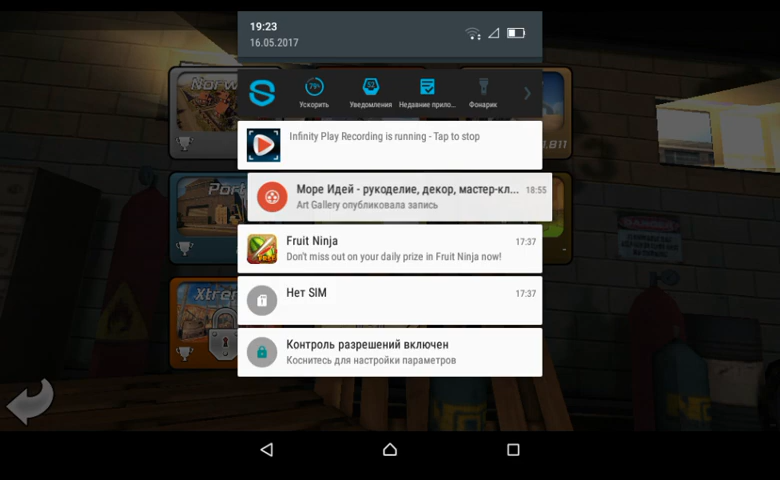 19:23
16.05.2017
79%
Ускорить
Уведомления
Недавние прило...
Фонарик
Infinity Play Recording is running - Tap to stop
Море Идей - рукоделие, декор, мастер-кл...
18:55
Art Gallery опубликовала запись
Fruit Ninja
17:37
Don't miss out on your daily prize in Fruit Ninja now!
Нет SIM
17:37
Контроль разрешений включен
Коснитесь для настройки параметров
Norw
Port
Xtre
1,811